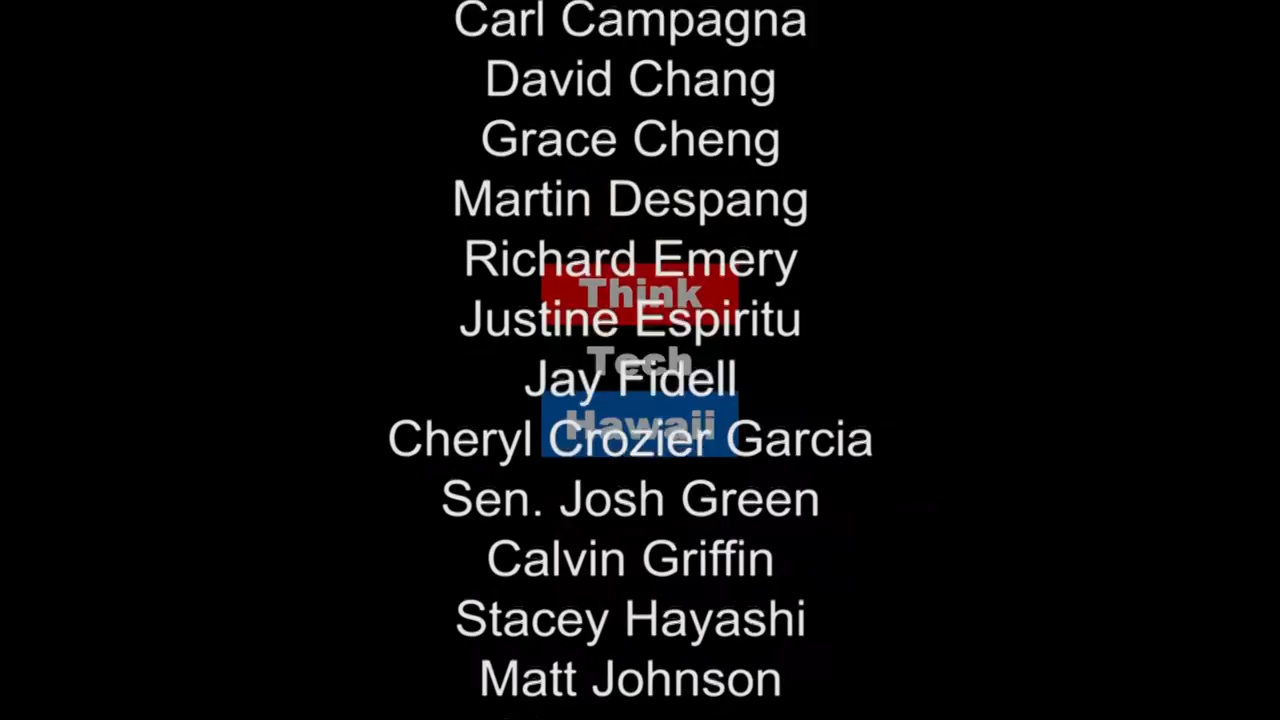 Carl Campagna
David Chang
Grace Cheng
Martin Despang
Richard Emery
Think
Justine Espiritu
Tech
Jay Fidell
Hawaii
Cheryl Crozier Garcia
Sen. Josh Green
Calvin Griffin
Stacey Hayashi
Matt Johnson